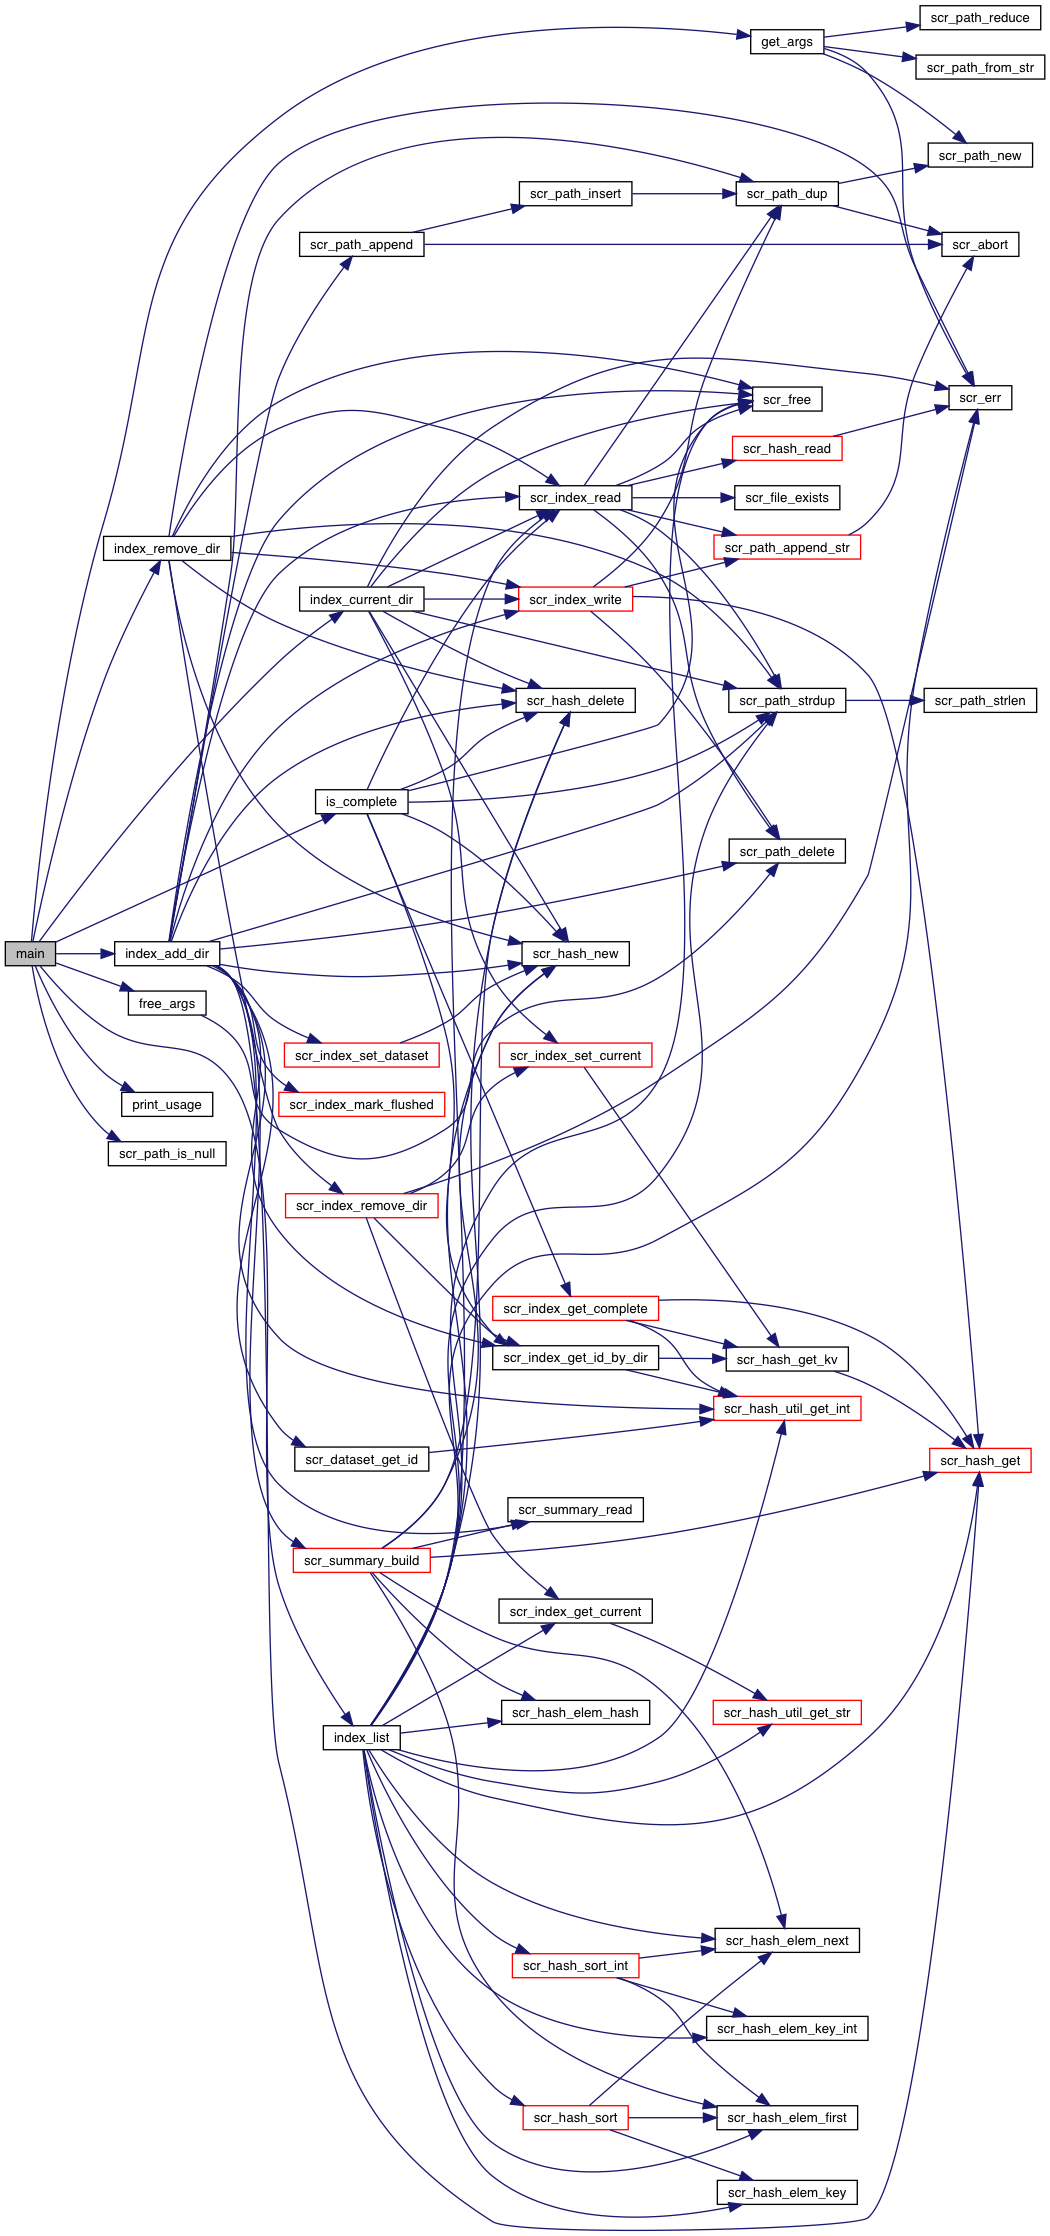 scr_path_reduce
get_args
scr_path_from_str
scr_path_new
scr_path_insert
scr_path_dup
scr_path_append
scr_abort
scr_free
scr_err
scr_hash_read
scr_index_read
scr_file_exists
index_remove_dir
scr_path_append_str
index_current_dir
scr_index_write
scr_hash_delete
scr_path_strdup
scr_path_strlen
is_complete
scr_path_delete
main
index_add_dir
scr_hash_new
free_args
scr_index_set_dataset
scr_index_set_current
print_usage
scr_index_mark_flushed
scr_path_is_null
scr_index_remove_dir
scr_index_get_complete
scr_index_get_id_by_dir
scr_hash_get_kv
scr_hash_util_get_int
scr_dataset_get_id
scr_hash_get
scr_summary_read
scr_summary_build
scr_index_get_current
scr_hash_elem_hash
scr_hash_util_get_str
index_list
scr_hash_elem_next
scr_hash_sort_int
scr_hash_elem_key_int
scr_hash_sort
scr_hash_elem_first
scr_hash_elem_key